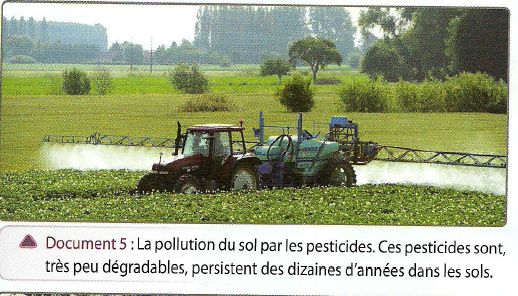 Document 5 : La pollution du sol par les pesticides. Ces pesticides sont,
très peu dégradables, persistent des dizaines d'années dans les sols.